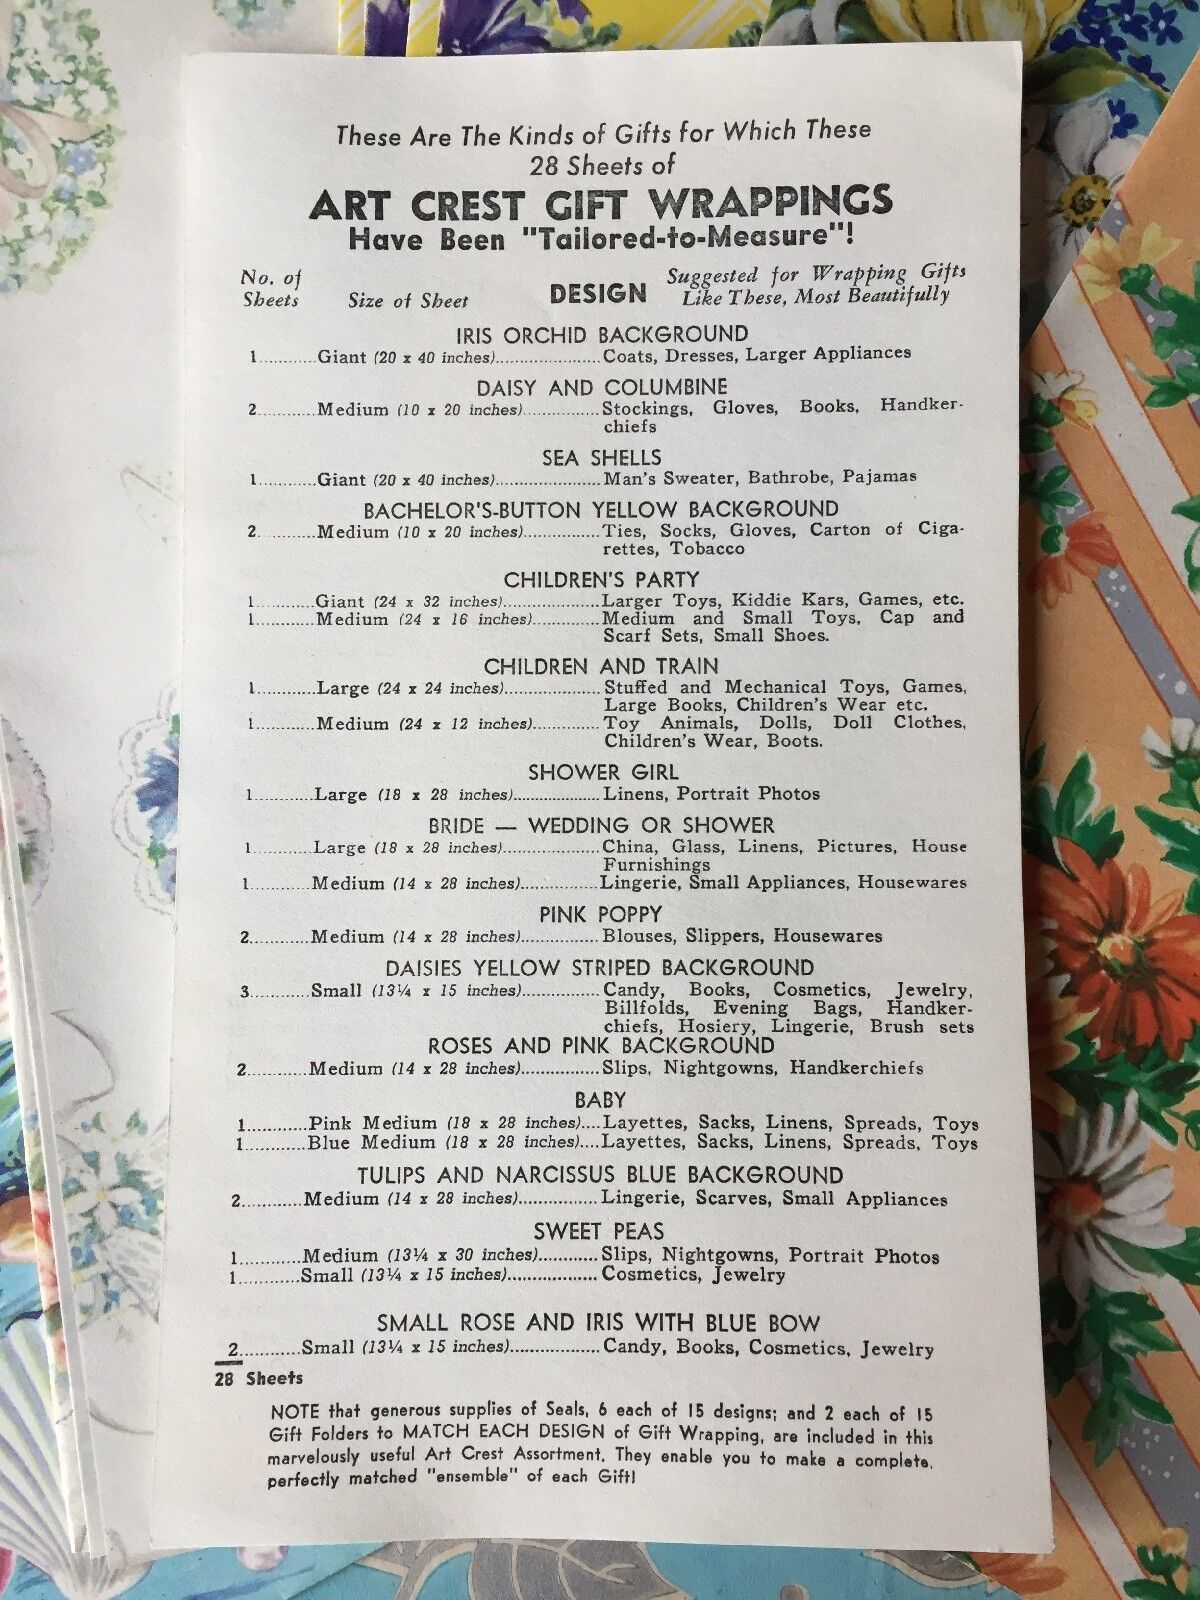 These Are The Kinds of Gifts for Which These
28 Sheets of
ART CREST GIFT WRAPPINGS
Have Been "Tailored-to-Measure"!
No. of Sheets Size of Sheet DESIGN Suggested for Wrapping Gifts Like These, Most Beautifully
IRIS ORCHID BACKGROUND
1...........Giant (20 x 40 inches).....................Coats, Dresses, Larger Appliances
DAISY AND COLUMBINE
2...........Medium (10 x 20 inches)...............Stockings, Gloves, Books, Handker-
chiefs
SEA SHELLS
1...........Giant (20 x 40 inches).....................Man's Sweater, Bathrobe, Pajamas
BACHELOR'S-BUTTON YELLOW BACKGROUND
2...........Medium (10 x 20 inches)...............Ties, Socks, Gloves, Carton of Ciga-
rettes, Tobacco
CHILDREN'S PARTY
1...........Giant (24 x 32 inches)...................Larger Toys, Kiddie Kars, Games, etc.
1...........Medium (24 x 16 inches).............Medium and Small Toys, Cap and
Scarf Sets, Small Shoes.
CHILDREN AND TRAIN
1...........Large (24 x 24 inches)...................Stuffed and Mechanical Toys, Games,
Large Books, Children's Wear etc.
1...........Medium (24 x 12 inches).............Toy Animals, Dolls, Doll Clothes,
Children's Wear, Boots.
SHOWER GIRL
1...........Large (18 x 28 inches)...................Linens, Portrait Photos
BRIDE — WEDDING OR SHOWER
1...........Large (18 x 28 inches)...................China, Glass, Linens, Pictures, House
Furnishings
1...........Medium (14 x 28 inches)...............Lingerie, Small Appliances, Housewares
PINK POPPY
2...........Medium (14 x 28 inches)...............Blouses, Slippers, Housewares
DAISIES YELLOW STRIPED BACKGROUND
3...........Small (13¼ x 15 inches)...............Candy, Books, Cosmetics, Jewelry,
Billfolds, Evening Bags, Handker-
chiefs, Hosiery, Lingerie, Brush sets
ROSES AND PINK BACKGROUND
2...........Medium (14 x 28 inches)...............Slips, Nightgowns, Handkerchiefs
BABY
1...........Pink Medium (18 x 28 inches)....Layettes, Sacks, Linens, Spreads, Toys
1...........Blue Medium (18 x 28 inches)....Layettes, Sacks, Linens, Spreads, Toys
TULIPS AND NARCISSUS BLUE BACKGROUND
2...........Medium (14 x 28 inches)...............Lingerie, Scarves, Small Appliances
SWEET PEAS
1...........Medium (13¼ x 30 inches)...........Slips, Nightgowns, Portrait Photos
1...........Small (13¼ x 15 inches)..................Cosmetics, Jewelry
SMALL ROSE AND IRIS WITH BLUE BOW
2...........Small (13¼ x 15 inches)..................Candy, Books, Cosmetics, Jewelry
28 Sheets
NOTE that generous supplies of Seals, 6 each of 15 designs; and 2 each of 15
Gift Folders to MATCH EACH DESIGN of Gift Wrapping, are included in this
marvelously useful Art Crest Assortment. They enable you to make a complete,
perfectly matched "ensemble" of each Gift!